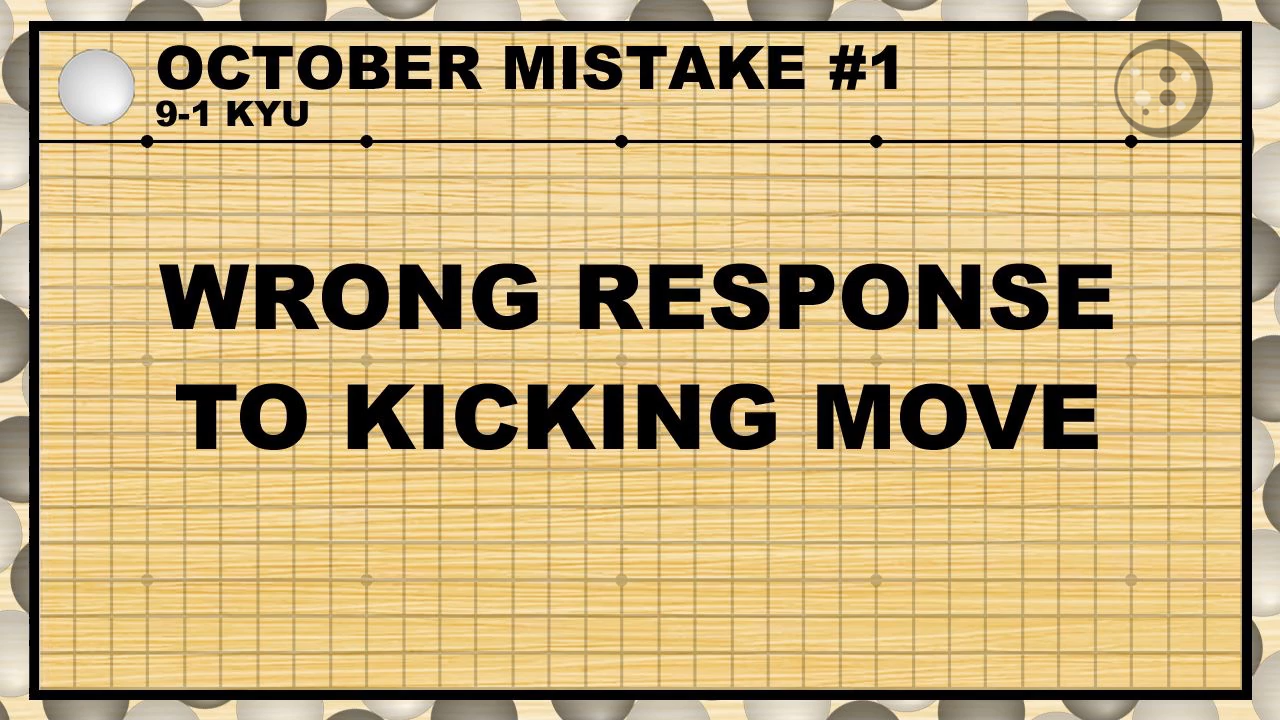 OCTOBER MISTAKE #1
9-1 KYU
WRONG RESPONSE
TO KICKING MOVE